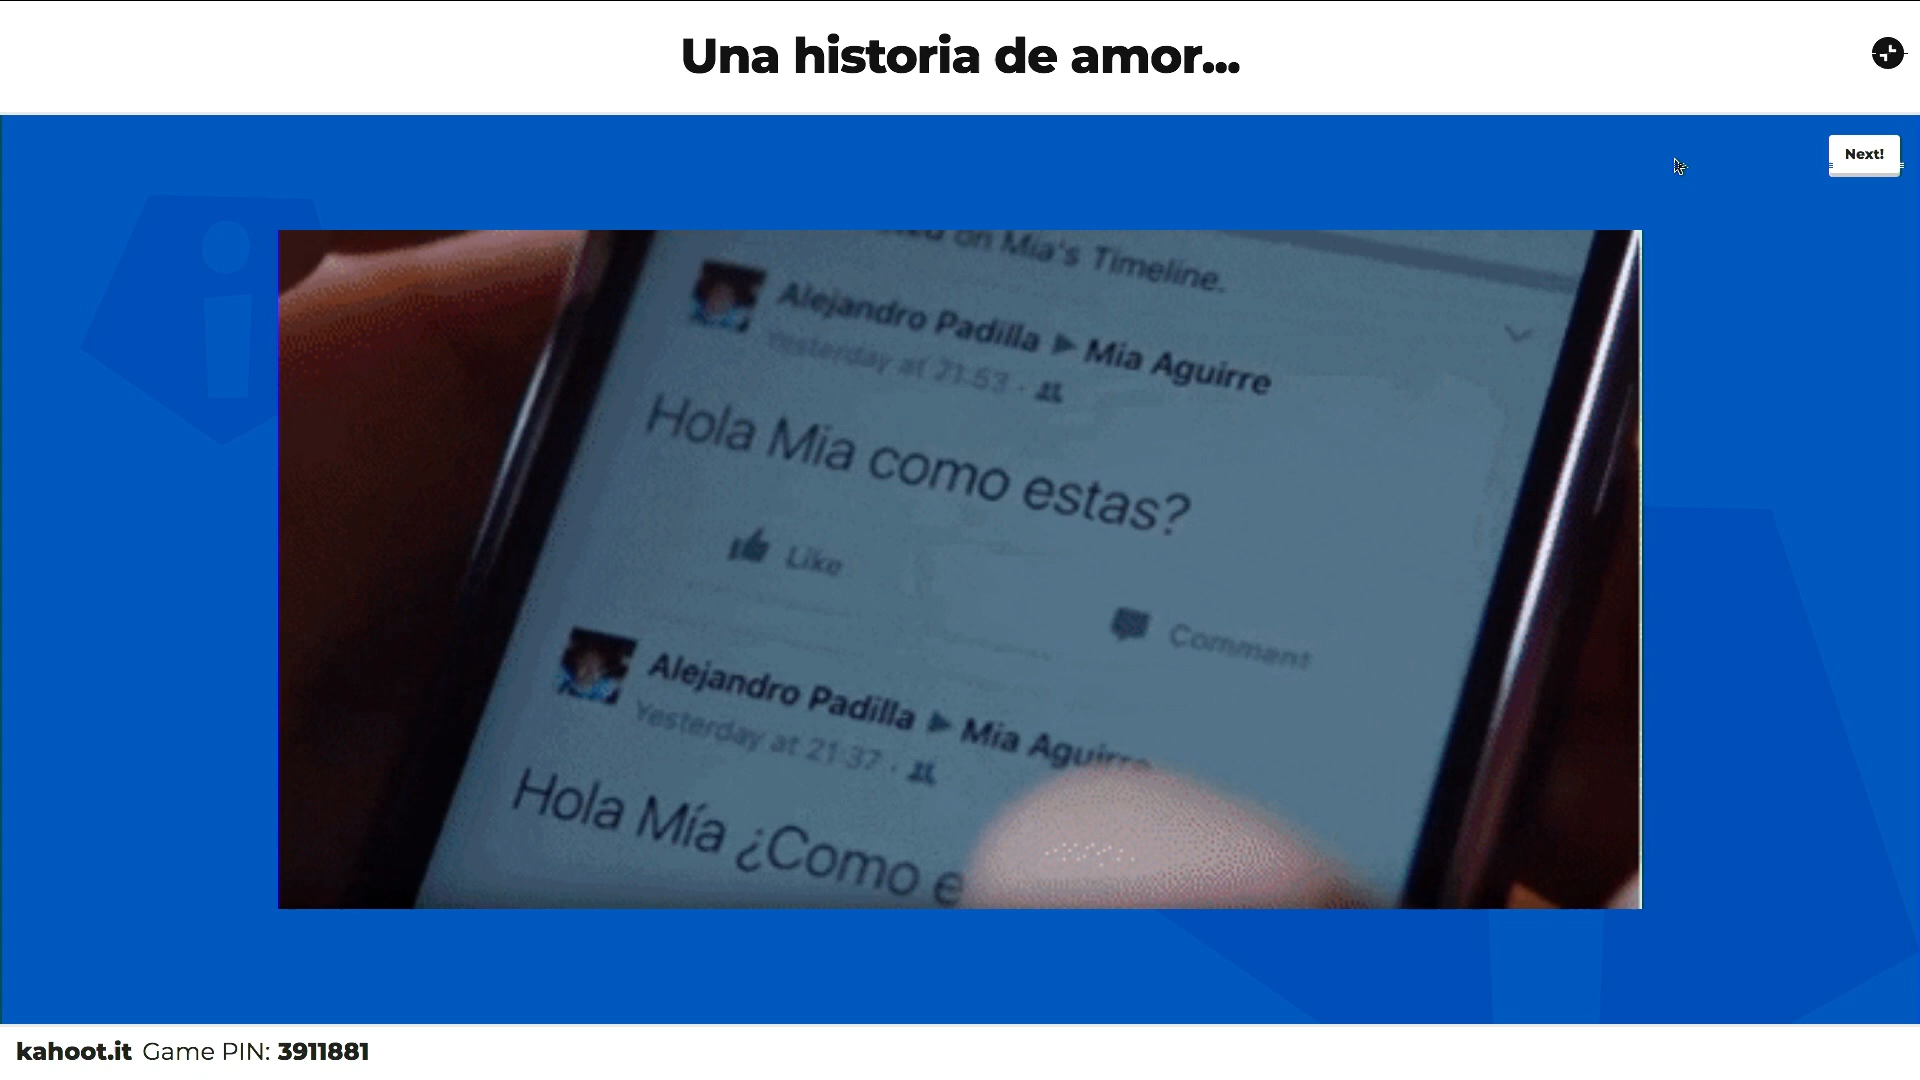 Una historia de amor...
Next!
on Mia's Timeline.
Alejandro Padilla ▶ Mia Aguirre
Yesterday at 21:53 ·
Hola Mia como estas?
Like
Comment
Alejandro Padilla ▶ Mia Aguirre
Yesterday at 21:37 ·
Hola Mía ¿Como e
kahoot.it Game PIN: 3911881